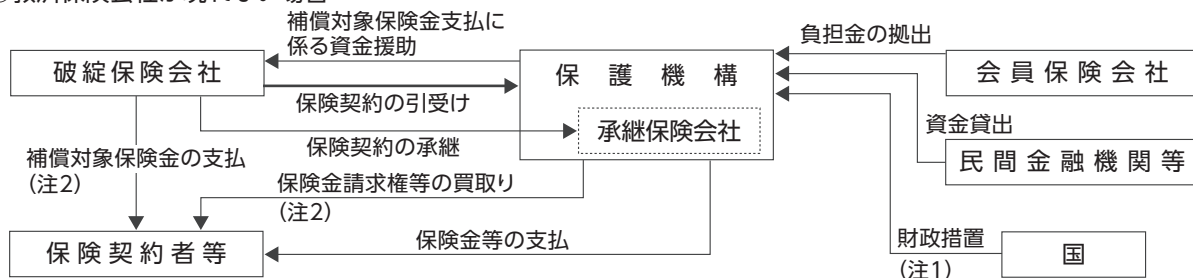 補償対象保険金支払に
係る資金援助
破綻保険会社
保険契約の引受け
保険契約の承継
保護機構
承継保険会社
負担金の拠出
会員保険会社
資金貸出
民間金融機関等
補償対象保険金の支払
(注2)
保険金請求権等の買取り
(注2)
保険契約者等
保険金等の支払
財政措置
(注1)
国